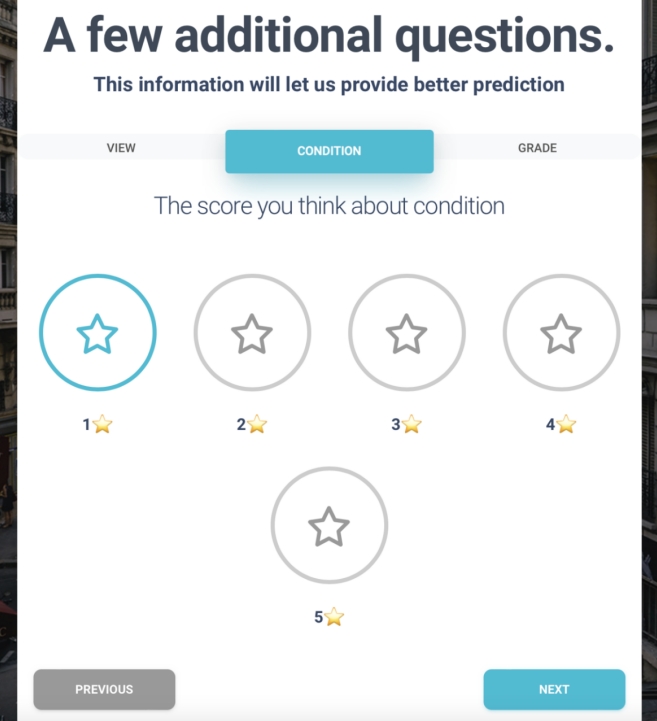 A few additional questions.
This information will let us provide better prediction
VIEW CONDITION GRADE
The score you think about condition
1⭐ 2⭐ 3⭐ 4⭐
5⭐
PREVIOUS NEXT